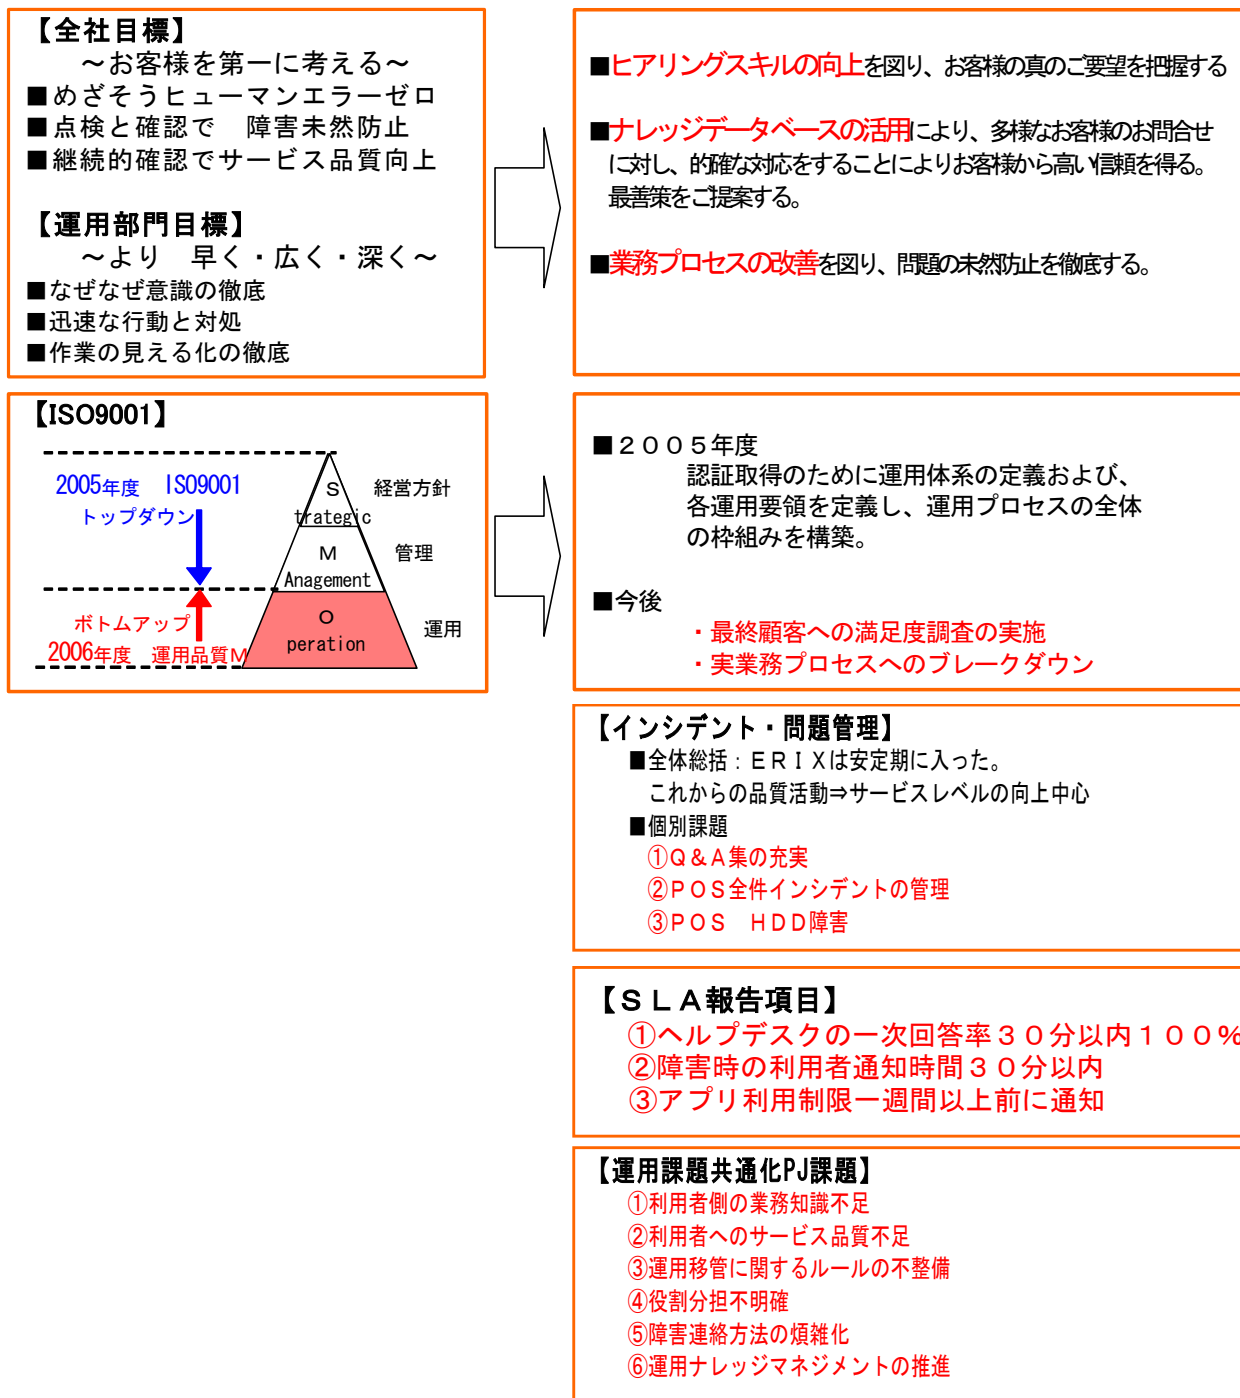 【全社目標】
～お客様を第一に考える～
■めざそうヒューマンエラーゼロ
■点検と確認で　障害未然防止
■継続的確認でサービス品質向上
【運用部門目標】
～より　早く・広く・深く～
■なぜなぜ意識の徹底
■迅速な行動と対処
■作業の見える化の徹底
■ヒアリングスキルの向上を図り、お客様の真のご要望を把握する
■ナレッジデータベースの活用により、多様なお客様のお問合せ
に対し、的確な対応をすることによりお客様から高い信頼を得る。
最善策をご提案する。
■業務プロセスの改善を図り、問題の未然防止を徹底する。
【ISO9001】
2005年度　ISO9001
トップダウン
ボトムアップ
2006年度　運用品質M
S
trategic
M
Anagement
O
peration
経営方針
管理
運用
■２００５年度
認証取得のために運用体系の定義および、
各運用要領を定義し、運用プロセスの全体
の枠組みを構築。
■今後
・最終顧客への満足度調査の実施
・実業務プロセスへのブレークダウン
【インシデント・問題管理】
■全体総括：ＥＲＩＸは安定期に入った。
これからの品質活動⇒サービスレベルの向上中心
■個別課題
①Ｑ＆Ａ集の充実
②ＰＯＳ全件インシデントの管理
③ＰＯＳ　ＨＤＤ障害
【ＳＬＡ報告項目】
①ヘルプデスクの一次回答率３０分以内１００％
②障害時の利用者通知時間３０分以内
③アプリ利用制限一週間以上前に通知
【運用課題共通化PJ課題】
①利用者側の業務知識不足
②利用者へのサービス品質不足
③運用移管に関するルールの不整備
④役割分担不明確
⑤障害連絡方法の煩雑化
⑥運用ナレッジマネジメントの推進